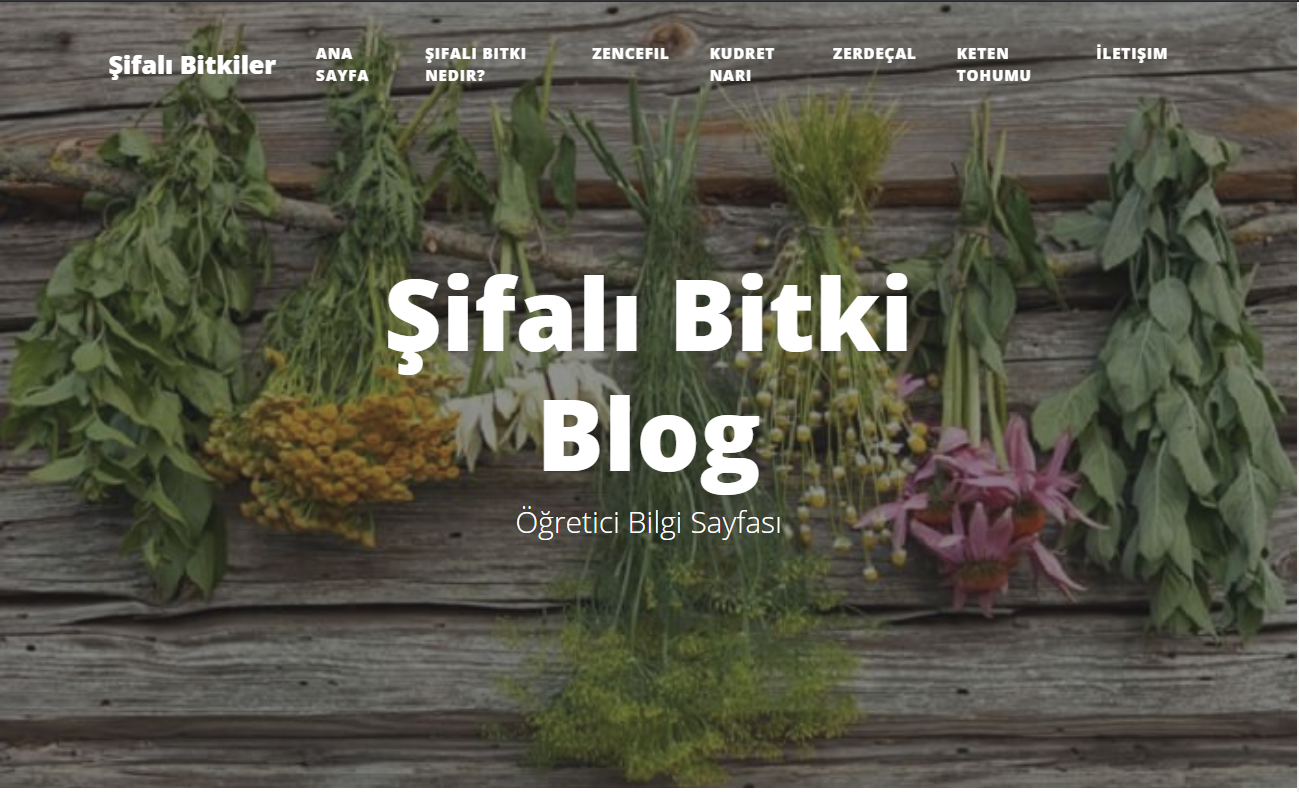 Şifalı Bitkiler
ANA
SAYFA
ŞIFALI BITKI
NEDIR?
ZENCEFIL
KUDRET
NARI
ZERDEÇAL
KETEN
TOHUMU
İLETIŞIM
Şifalı Bitki
Blog
Öğretici Bilgi Sayfası